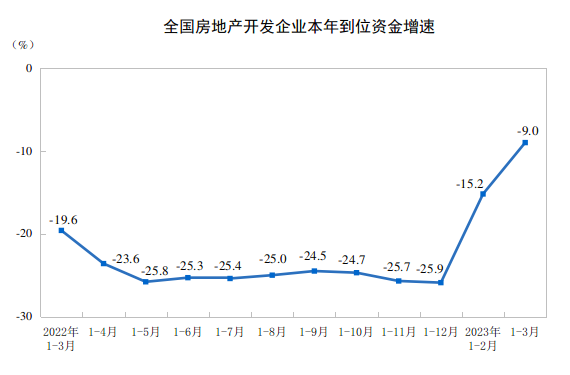 全国房地产开发企业本年到位资金增速
（%）
0
-10
-20
-30
-19.6
-23.6
-25.8
-25.3
-25.4
-25.0
-24.5
-24.7
-25.7
-25.9
-15.2
-9.0
2022年
1-3月
1-4月
1-5月
1-6月
1-7月
1-8月
1-9月
1-10月
1-11月
1-12月
2023年
1-2月
1-3月